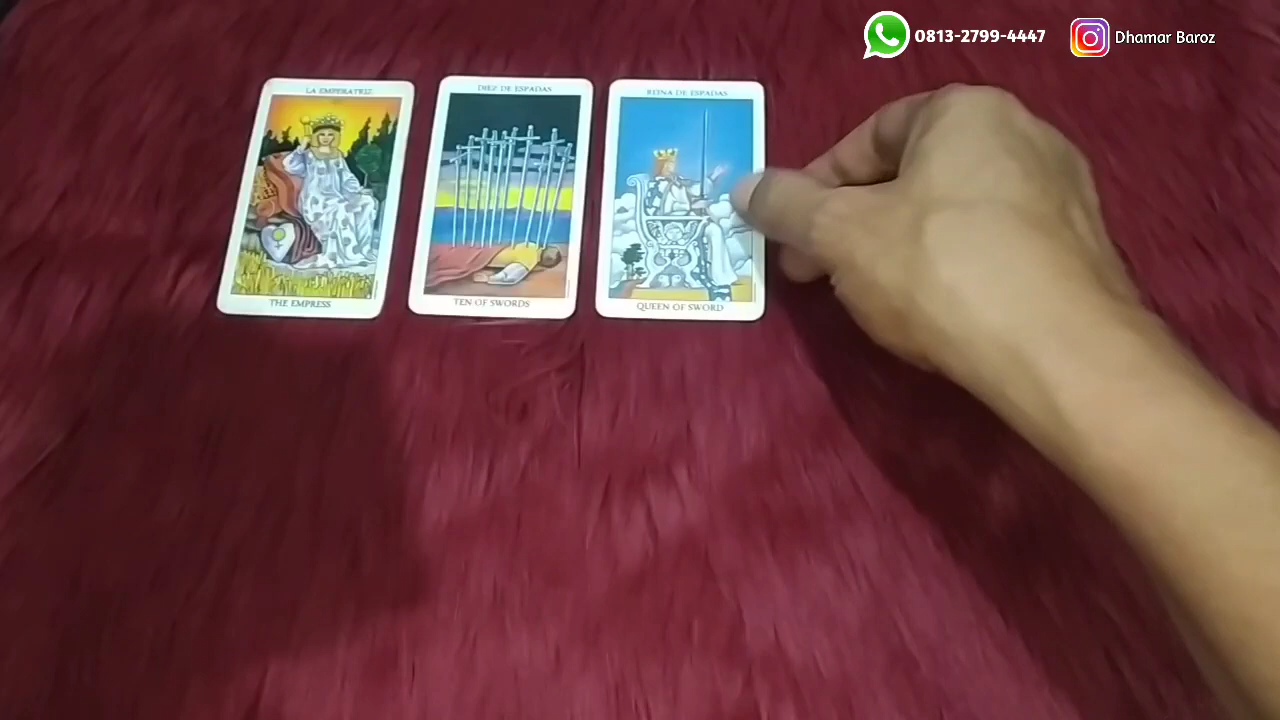 0813-2799-4447
Dhamar Baroz
LA EMPERATRIZ
THE EMPRESS
DIEZ DE ESPADAS
TEN OF SWORDS
REINA DE ESPADAS
QUEEN OF SWORD